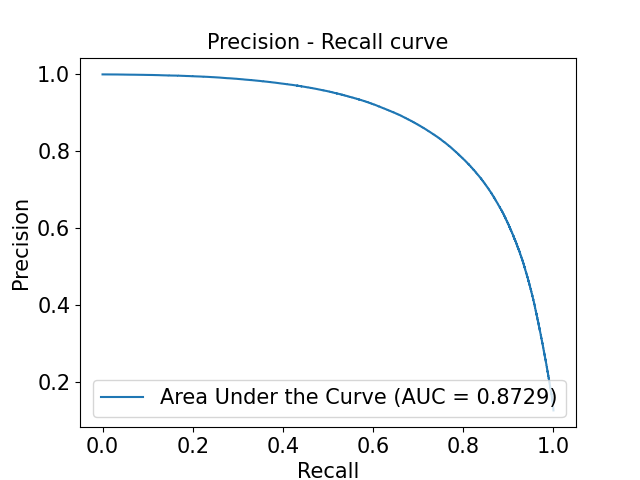 Precision - Recall curve
1.0
0.8
0.6
0.4
0.2
Precision
Area Under the Curve (AUC = 0.8729)
0.0 0.2 0.4 0.6 0.8 1.0
Recall